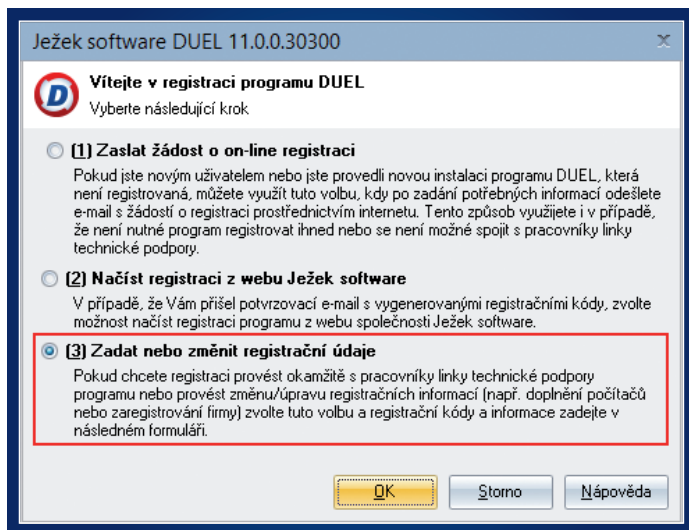 Ježek software DUEL 11.0.0.30300
Vítejte v registraci programu DUEL
Vyberte následující krok
(1) Zaslat žádost o on-line registraci
Pokud jste novým uživatelem nebo jste provedli novou instalaci programu DUEL, která
není registrovaná, můžete využít tuto volbu, kdy po zadání potřebných informací odešlete
e-mail s žádostí o registraci prostřednictvím internetu. Tento způsob využijete i v případě,
že není nutné program registrovat ihned nebo se není možné spojit s pracovníky linky
technické podpory.
(2) Načíst registraci z webu Ježek software
V případě, že Vám přišel potvrzovací e-mail s vygenerovanými registračními kódy, zvolte
možnost načíst registraci programu z webu společnosti Ježek software.
(3) Zadat nebo změnit registrační údaje
Pokud chcete registraci provést okamžitě s pracovníky linky technické podpory
programu nebo provést změnu/úpravu registračních informací (např. doplnění počítačů
nebo zaregistrování firmy) zvolte tuto volbu a registrační kódy a informace zadejte v
následném formuláři.
OK Storno Nápověda